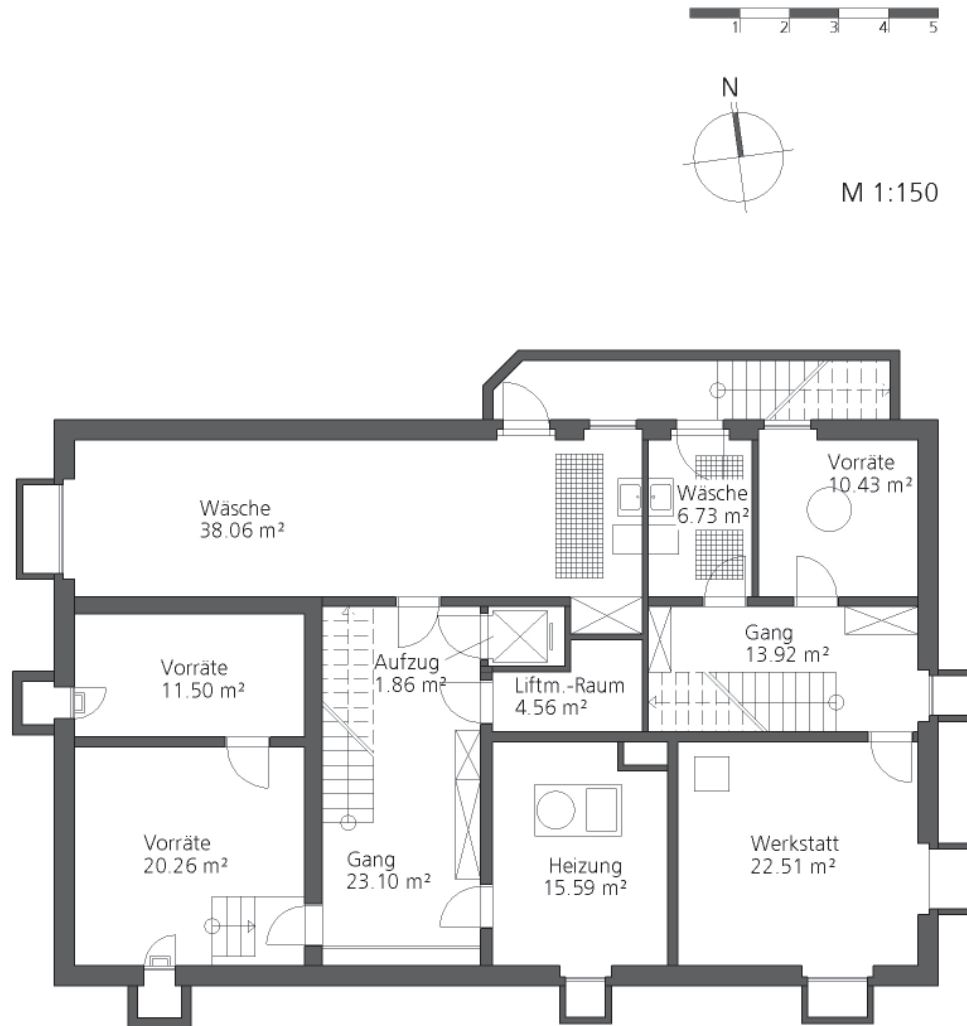 1 2 3 4 5
N
M 1:150
Vorräte
10.43 m²
Wäsche
6.73 m²
Wäsche
38.06 m²
Gang
13.92 m²
Vorräte
11.50 m²
Aufzug
1.86 m²
Liftm.-Raum
4.56 m²
Vorräte
20.26 m²
Gang
23.10 m²
Heizung
15.59 m²
Werkstatt
22.51 m²